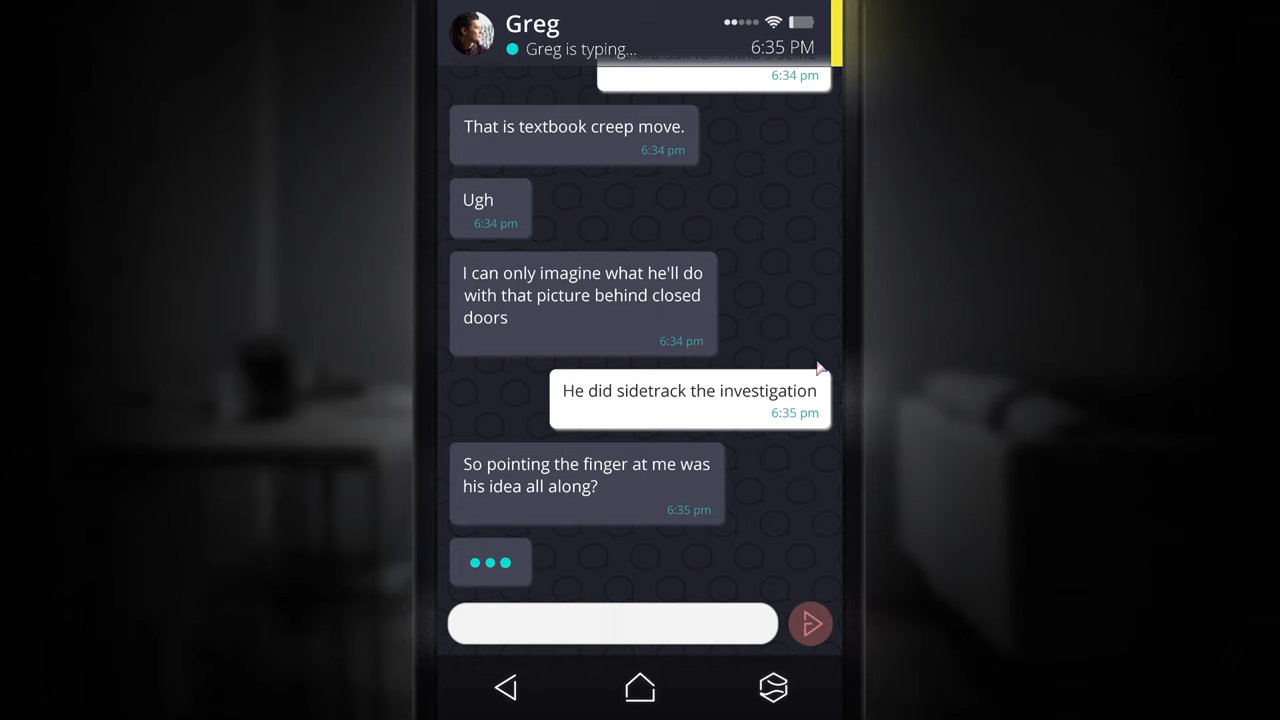 Greg
Greg is typing...
6:35 PM
6:34 pm
That is textbook creep move.
6:34 pm
Ugh
6:34 pm
I can only imagine what he'll do
with that picture behind closed
doors
6:34 pm
He did sidetrack the investigation
6:35 pm
So pointing the finger at me was
his idea all along?
6:35 pm